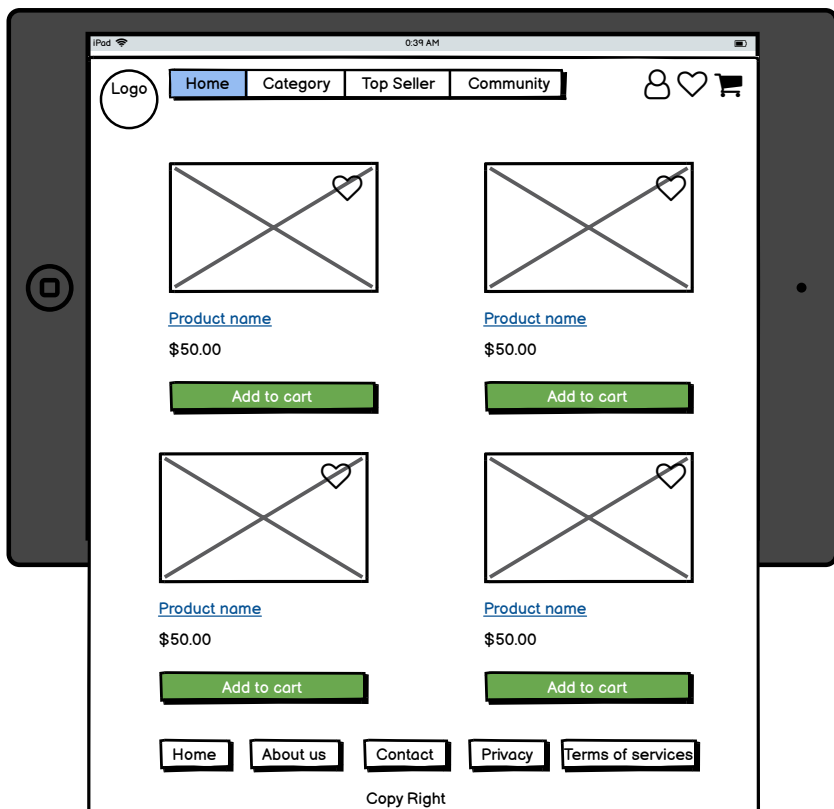 iPad 0:39 AM
Logo Home Category Top Seller Community
Product name Product name
$50.00 $50.00
Add to cart Add to cart
Product name Product name
$50.00 $50.00
Add to cart Add to cart
Home About us Contact Privacy Terms of services
Copy Right